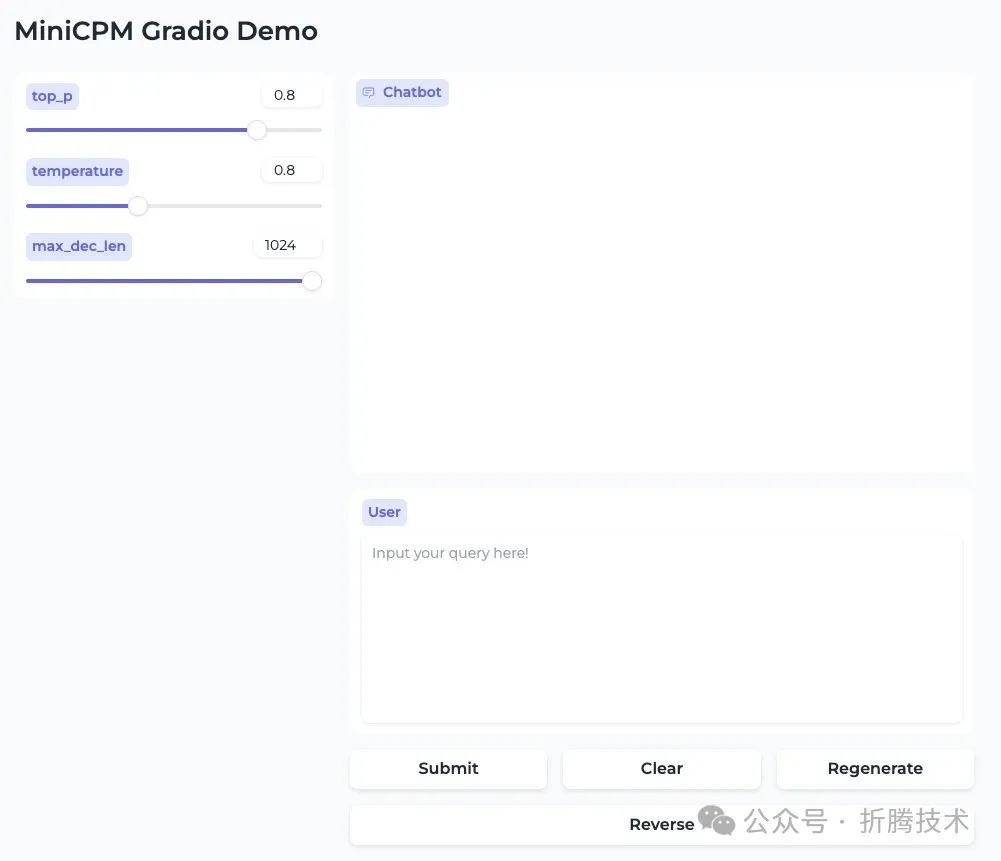 MiniCPM Gradio Demo
top_p 0.8
temperature 0.8
max_dec_len 1024
Chatbot
User
Input your query here!
Submit Clear Regenerate
Reverse
公众号 · 折腾技术